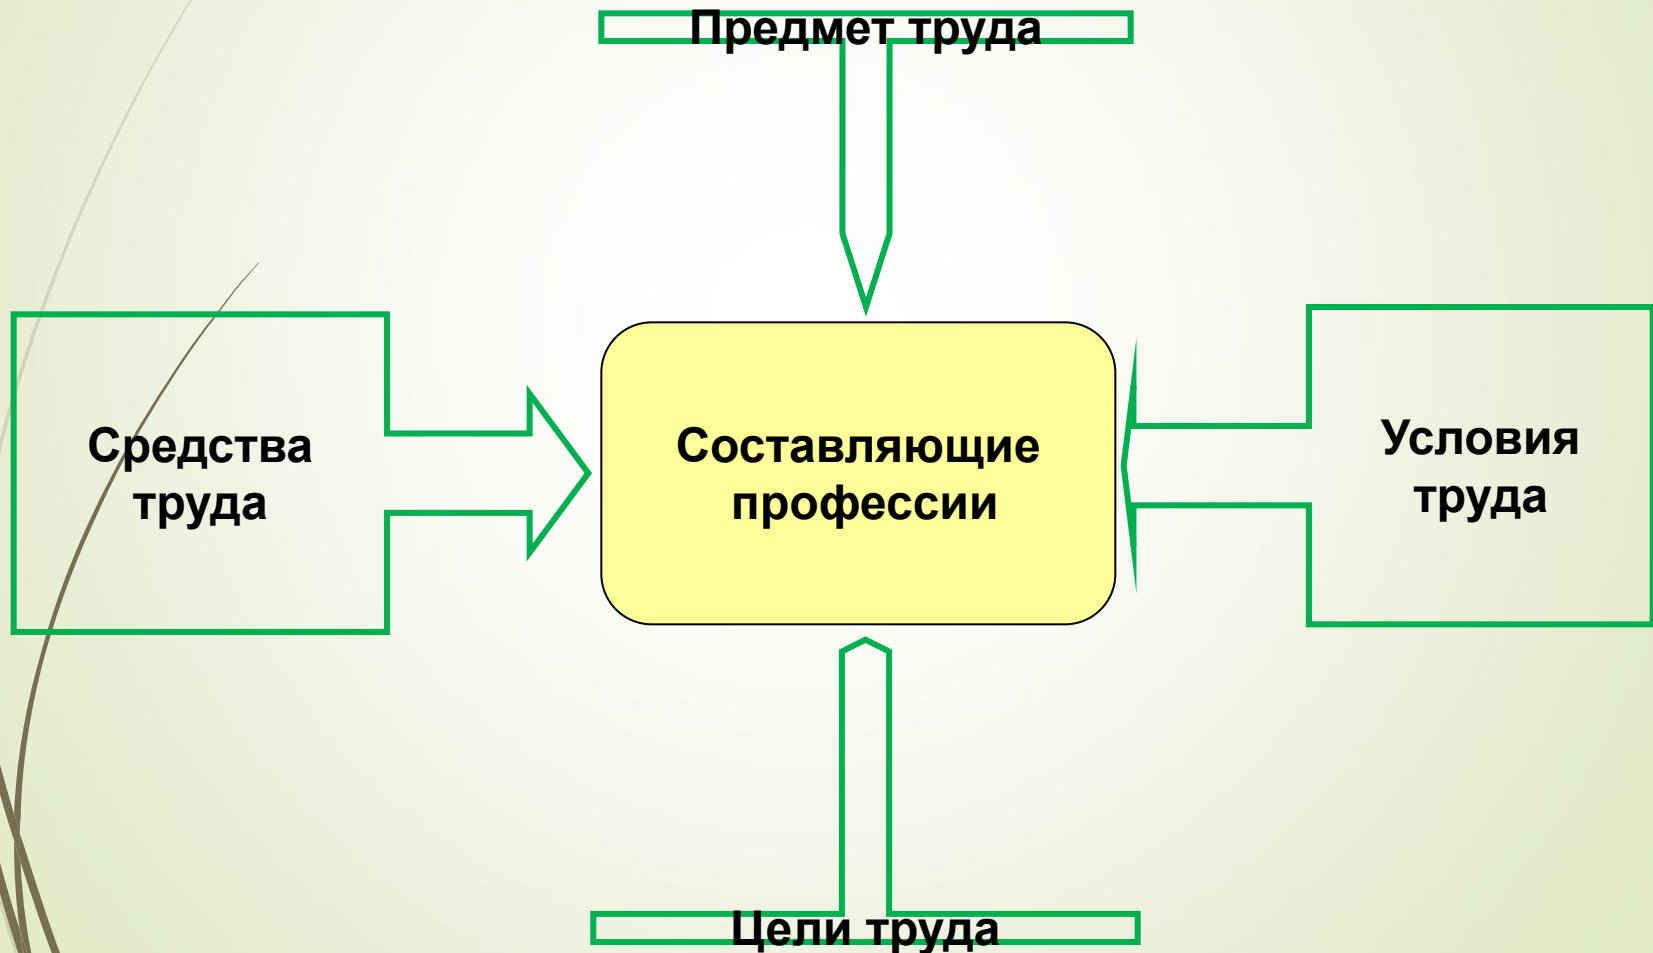 Предмет труда
Средства
труда
Составляющие
профессии
Условия
труда
Цели труда